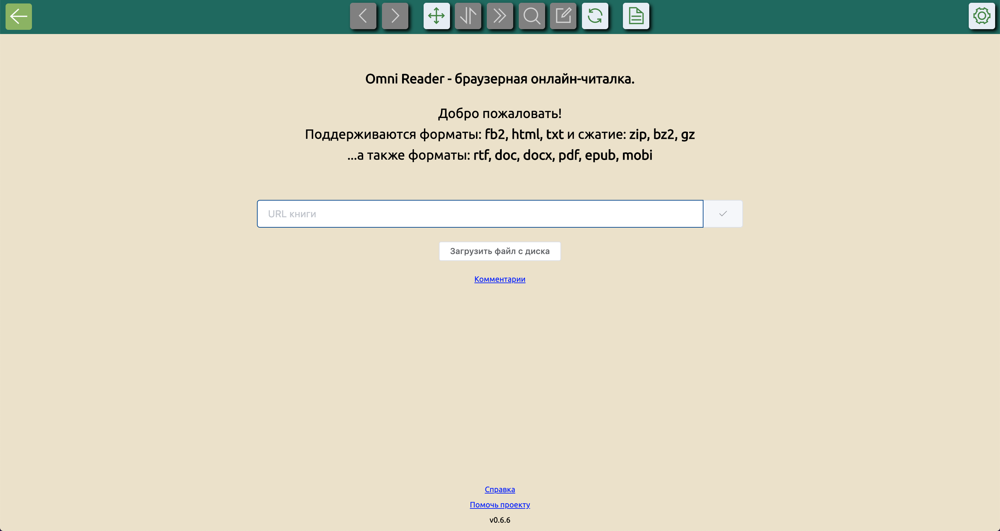 Omni Reader - браузерная онлайн-читалка.
Добро пожаловать!
Поддерживаются форматы: fb2, html, txt и сжатие: zip, bz2, gz
...а также форматы: rtf, doc, docx, pdf, epub, mobi
URL книги
Загрузить файл с диска
Комментарии
Справка
Помочь проекту
v0.6.6